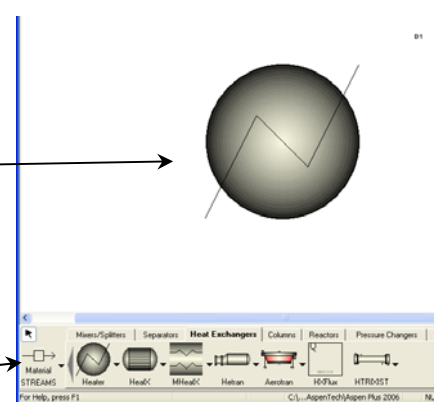 B1
Mixers/Splitters | Separators | Heat Exchangers | Columns | Reactors | Pressure Changers
Q
Material
STREAMS Heater HeatX MHeatX Hetran Aerotran HXFlux HTRIXIST
For Help, press F1 C:\...AspenTech\Aspen Plus 2006